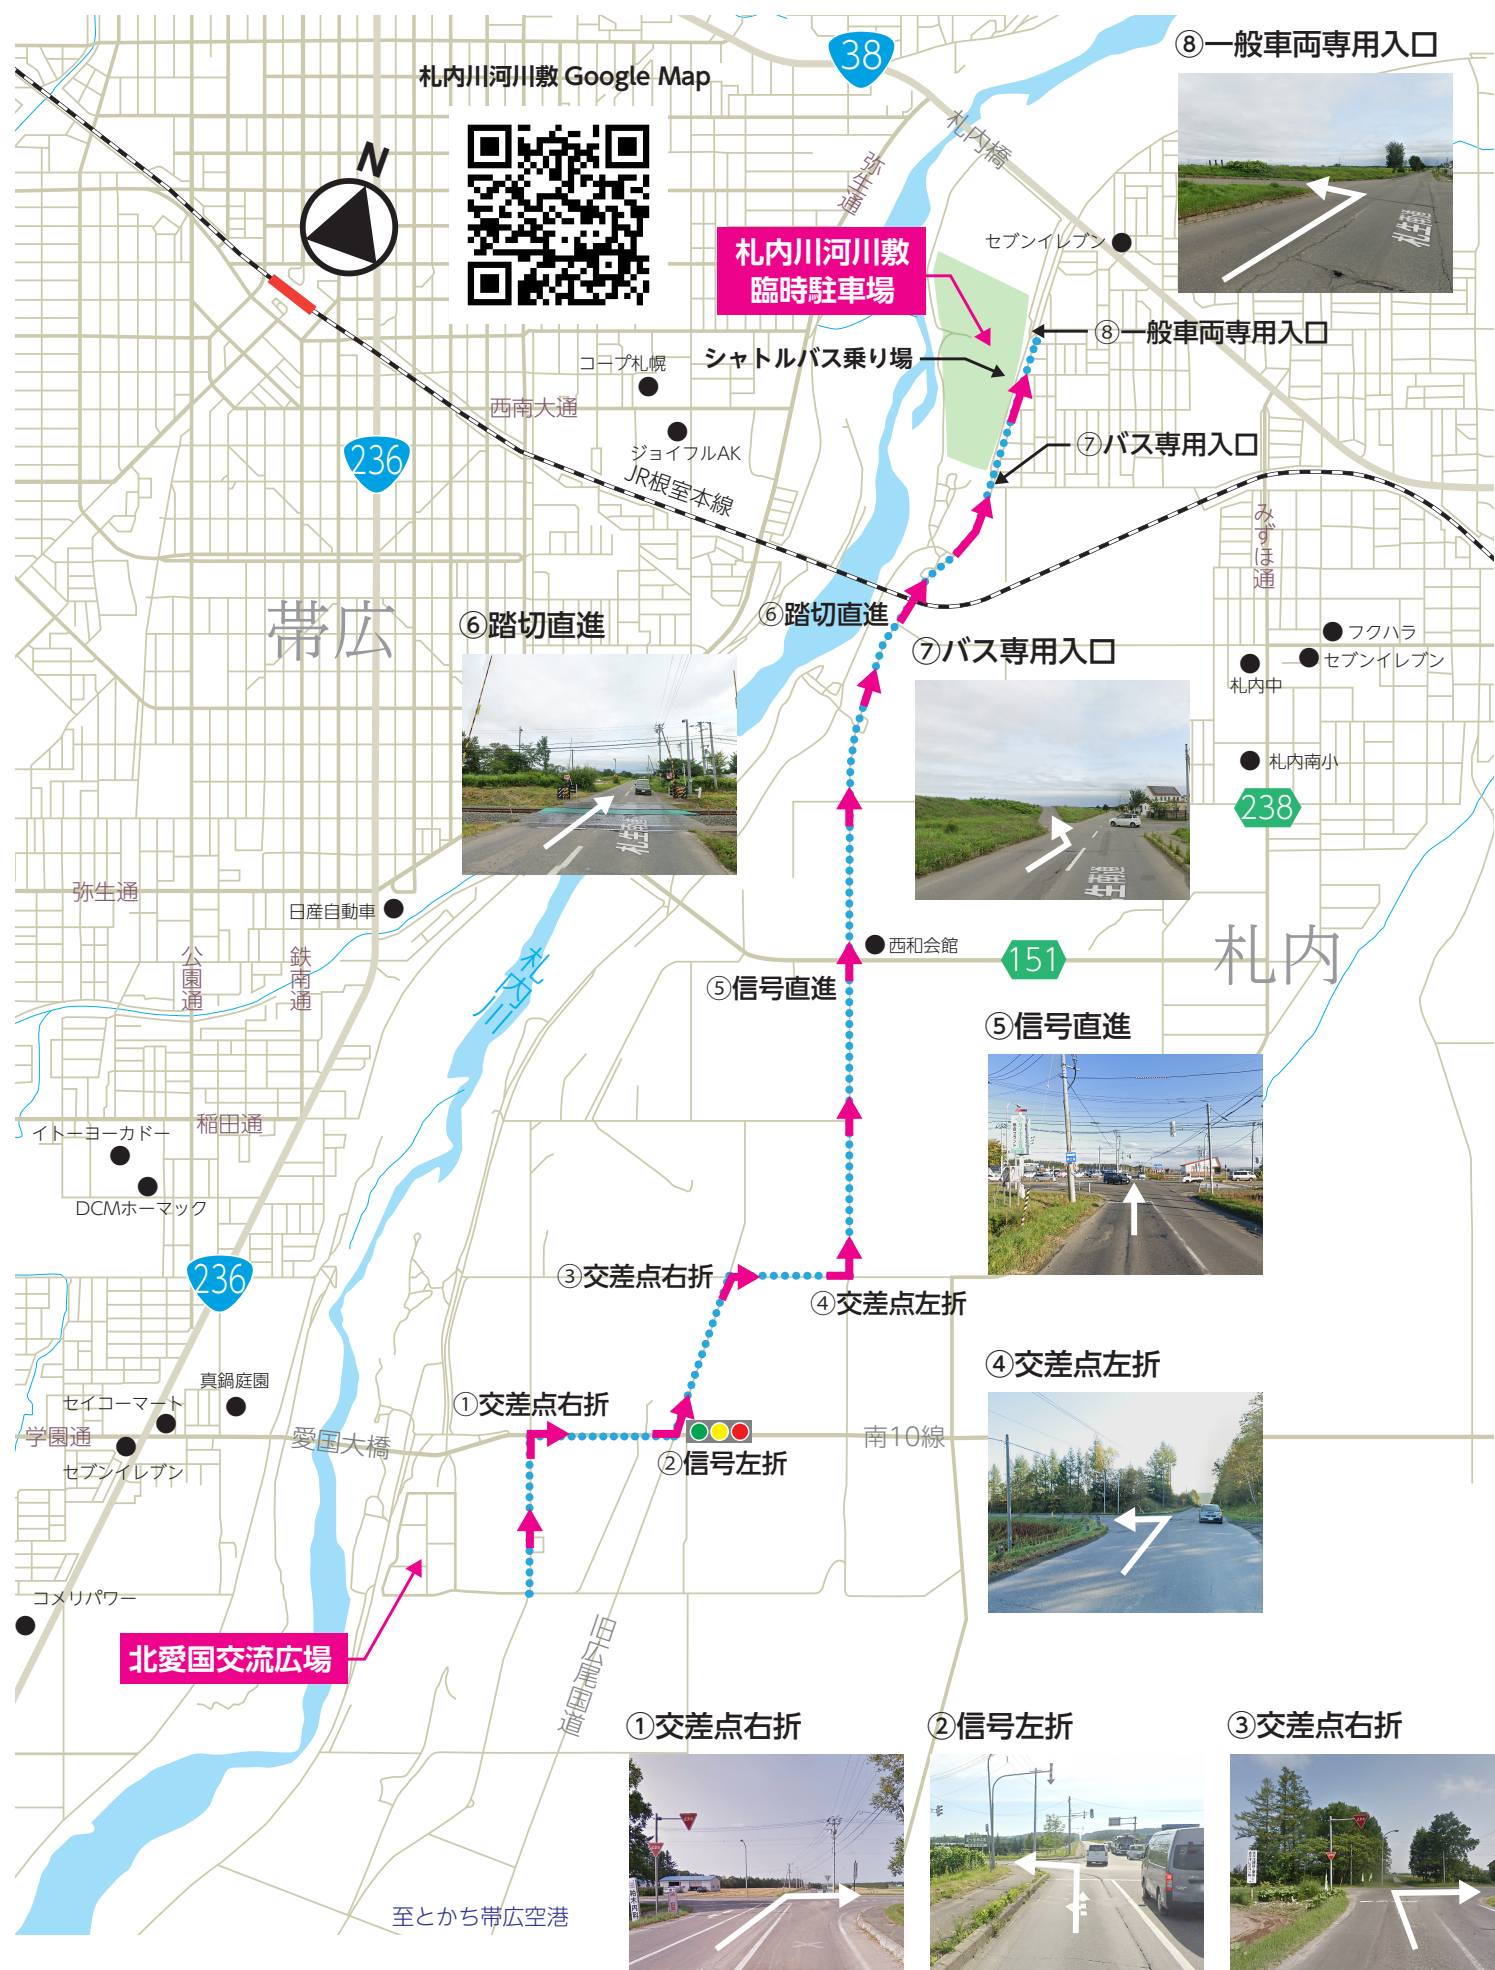 札内川河川敷 Google Map
N
38
⑧一般車両専用入口
札生南通
札内橋
弥生通
セブンイレブン
札内川河川敷
臨時駐車場
⑧一般車両専用入口
シャトルバス乗り場
コープ札幌
西南大通
ジョイフルAK
JR根室本線
236
⑦バス専用入口
みずほ通
帯広
⑥踏切直進
⑥踏切直進
札生南通
⑦バス専用入口
生南通
フクハラ
セブンイレブン
札内中
札内南小
238
弥生通
日産自動車
公園通
鉄南通
札内川
西和会館
151
札内
⑤信号直進
⑤信号直進
稲田通
イトーヨーカドー
DCMホーマック
236
③交差点右折
④交差点左折
④交差点左折
真鍋庭園
セイコーマート
学園通
セブンイレブン
愛国大橋
①交差点右折
②信号左折
南10線
コメリパワー
北愛国交流広場
旧広尾国道
至とかち帯広空港
①交差点右折
②信号左折
③交差点右折